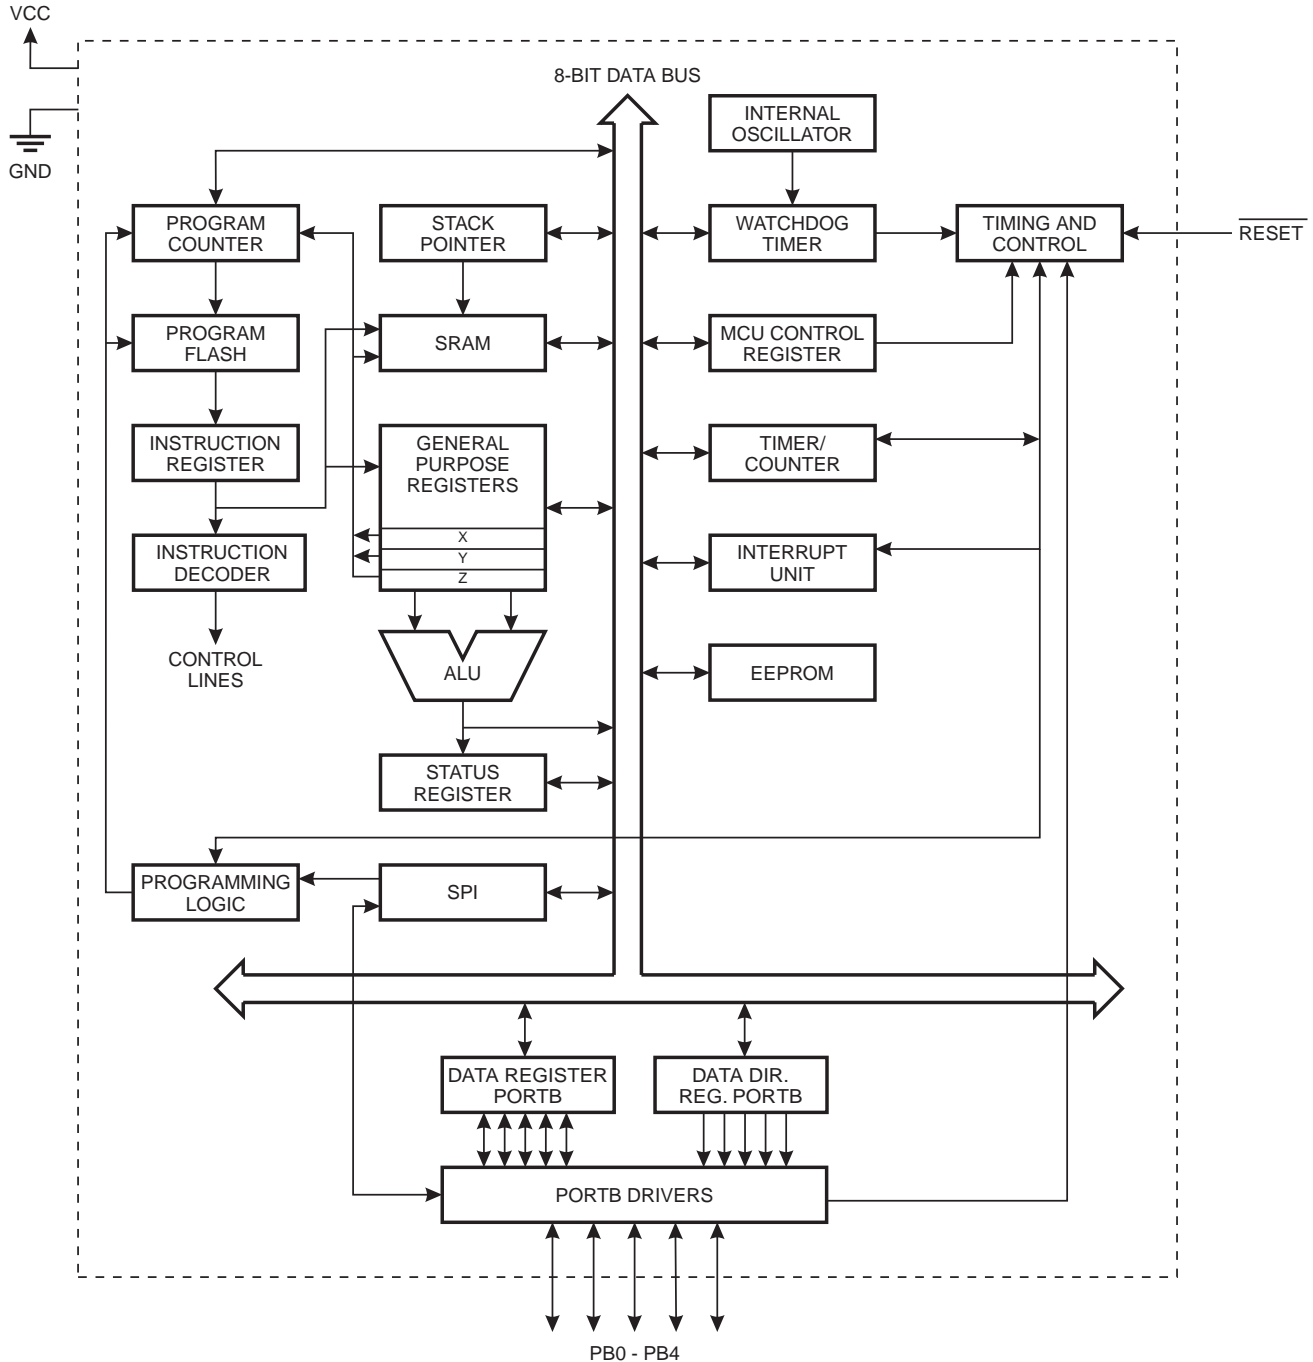 VCC
8-BIT DATA BUS
INTERNAL
OSCILLATOR
GND
PROGRAM
COUNTER
STACK
POINTER
WATCHDOG
TIMER
TIMING AND
CONTROL
RESET
PROGRAM
FLASH
SRAM
MCU CONTROL
REGISTER
INSTRUCTION
REGISTER
GENERAL
PURPOSE
REGISTERS
X
Y
Z
TIMER/
COUNTER
INSTRUCTION
DECODER
INTERRUPT
UNIT
CONTROL
LINES
ALU
EEPROM
STATUS
REGISTER
PROGRAMMING
LOGIC
SPI
DATA REGISTER
PORTB
DATA DIR.
REG. PORTB
PORTB DRIVERS
PB0 - PB4